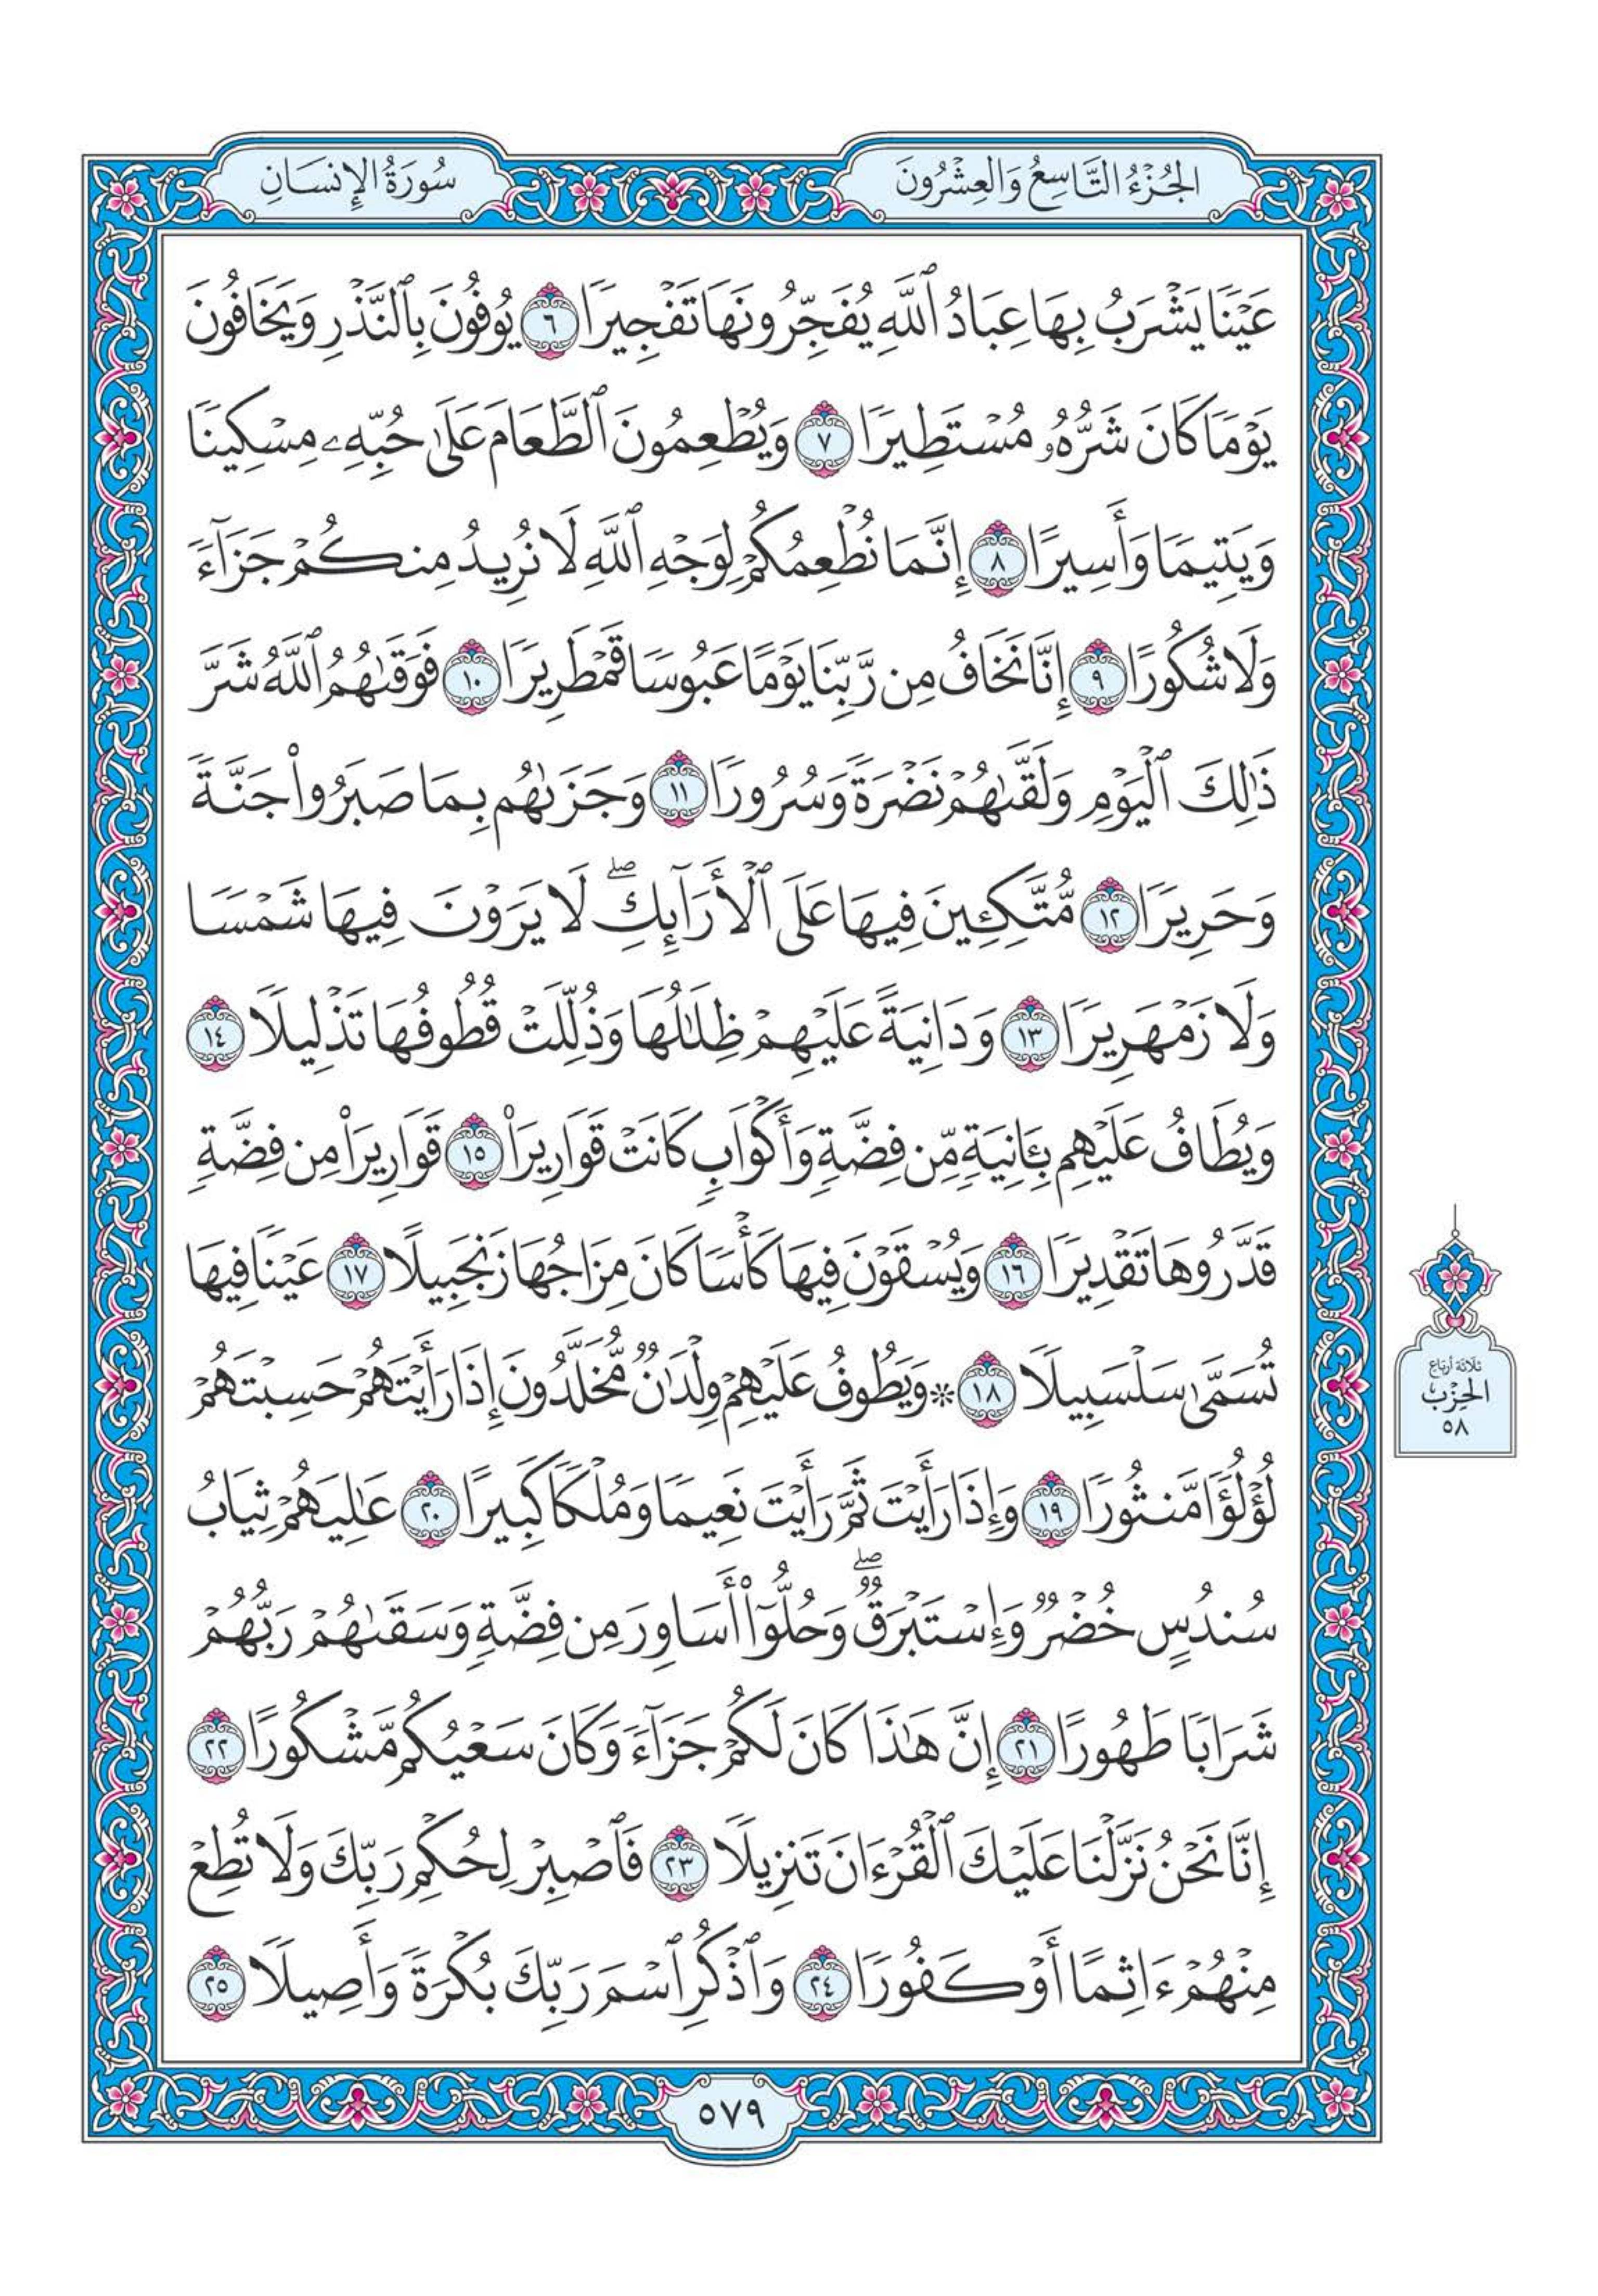 الجُزْءُ التَّاسِعُ وَالعِشْرُونَ
سُورَةُ الإِنسَانِ
عَيْنًا يَشْرَبُ بِهَا عِبَادُ ٱللَّهِ يُفَجِّرُونَهَا تَفْجِيرًا ٦ يُوفُونَ بِٱلنَّذْرِ وَيَخَافُونَ
يَوْمًا كَانَ شَرُّهُۥ مُسْتَطِيرًا ٧ وَيُطْعِمُونَ ٱلطَّعَامَ عَلَىٰ حُبِّهِۦ مِسْكِينًا
وَيَتِيمًا وَأَسِيرًا ٨ إِنَّمَا نُطْعِمُكُمْ لِوَجْهِ ٱللَّهِ لَا نُرِيدُ مِنكُمْ جَزَآءً
وَلَا شُكُورًا ٩ إِنَّا نَخَافُ مِن رَّبِّنَا يَوْمًا عَبُوسًا قَمْطَرِيرًا ١٠ فَوَقَىٰهُمُ ٱللَّهُ شَرَّ
ذَٰلِكَ ٱلْيَوْمِ وَلَقَّىٰهُمْ نَضْرَةً وَسُرُورًا ١١ وَجَزَىٰهُم بِمَا صَبَرُوا۟ جَنَّةً
وَحَرِيرًا ١٢ مُّتَّكِـِٔينَ فِيهَا عَلَى ٱلْأَرَآئِكِ ۖ لَا يَرَوْنَ فِيهَا شَمْسًا
وَلَا زَمْهَرِيرًا ١٣ وَدَانِيَةً عَلَيْهِمْ ظِلَٰلُهَا وَذُلِّلَتْ قُطُوفُهَا تَذْلِيلًا ١٤
وَيُطَافُ عَلَيْهِم بِـَٔانِيَةٍ مِّن فِضَّةٍ وَأَكْوَابٍ كَانَتْ قَوَارِيرَا۠ ١٥ قَوَارِيرَا۟ مِن فِضَّةٍ
قَدَّرُوهَا تَقْدِيرًا ١٦ وَيُسْقَوْنَ فِيهَا كَأْسًا كَانَ مِزَاجُهَا زَنجَبِيلًا ١٧ عَيْنًا فِيهَا
تُسَمَّىٰ سَلْسَبِيلًا ١٨ ۞ وَيَطُوفُ عَلَيْهِمْ وِلْدَٰنٌ مُّخَلَّدُونَ إِذَا رَأَيْتَهُمْ حَسِبْتَهُمْ
لُؤْلُؤًا مَّنثُورًا ١٩ وَإِذَا رَأَيْتَ ثَمَّ رَأَيْتَ نَعِيمًا وَمُلْكًا كَبِيرًا ٢٠ عَٰلِيَهُمْ ثِيَابُ
سُندُسٍ خُضْرٌ وَإِسْتَبْرَقٌ ۖ وَحُلُّوٓا۟ أَسَاوِرَ مِن فِضَّةٍ وَسَقَىٰهُمْ رَبُّهُمْ
شَرَابًا طَهُورًا ٢١ إِنَّ هَٰذَا كَانَ لَكُمْ جَزَآءً وَكَانَ سَعْيُكُم مَّشْكُورًا ٢٢
إِنَّا نَحْنُ نَزَّلْنَا عَلَيْكَ ٱلْقُرْءَانَ تَنزِيلًا ٢٣ فَٱصْبِرْ لِحُكْمِ رَبِّكَ وَلَا تُطِعْ
مِنْهُمْ ءَاثِمًا أَوْ كَفُورًا ٢٤ وَٱذْكُرِ ٱسْمَ رَبِّكَ بُكْرَةً وَأَصِيلًا ٢٥
ثلاثة أرباع
الحِزْب
٥٨
٥٧٩